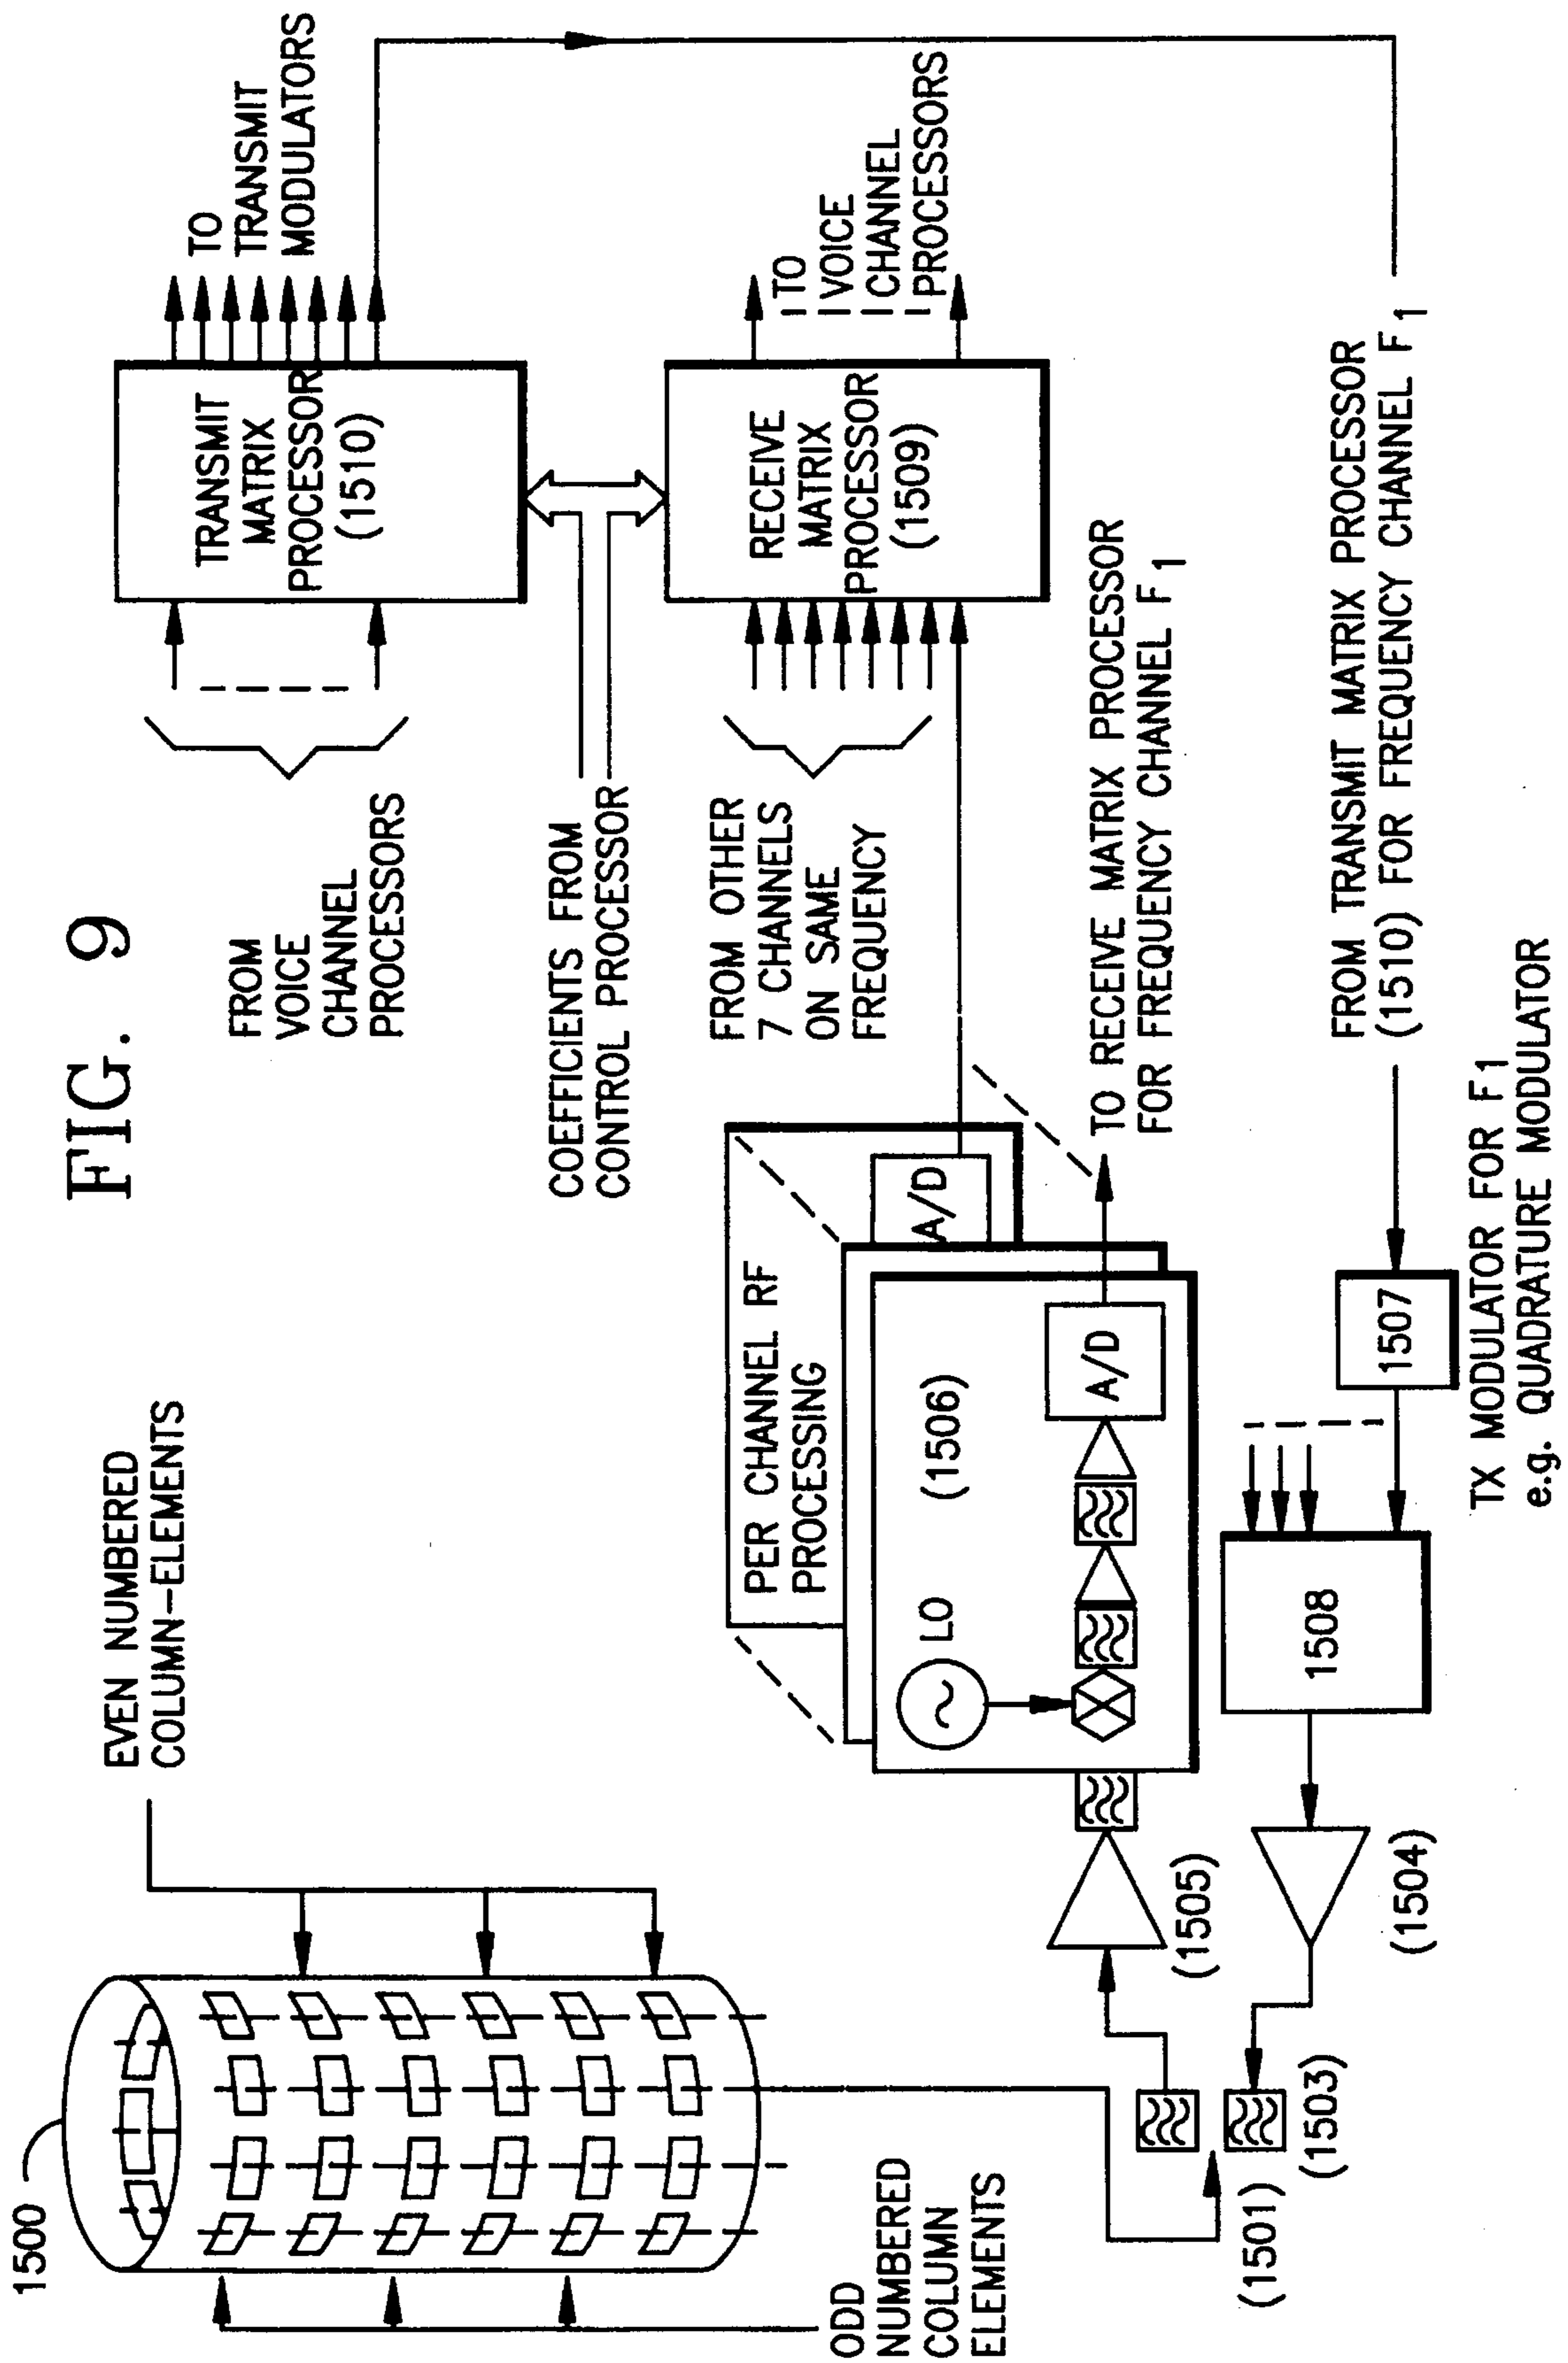 FIG. 9
1500
EVEN NUMBERED
COLUMN-ELEMENTS
ODD
NUMBERED
COLUMN
ELEMENTS
FROM
VOICE
CHANNEL
PROCESSORS
TRANSMIT
MATRIX
PROCESSOR
(1510)
TO
TRANSMIT
MODULATORS
COEFFICIENTS FROM
CONTROL PROCESSOR
FROM OTHER
7 CHANNELS
ON SAME
FREQUENCY
RECEIVE
MATRIX
PROCESSOR
(1509)
TO
VOICE
CHANNEL
PROCESSORS
PER CHANNEL RF
PROCESSING
A/D
LO
(1506)
A/D
TO RECEIVE MATRIX PROCESSOR
FOR FREQUENCY CHANNEL F1
(1505)
(1501)
(1503)
(1504)
1508
1507
FROM TRANSMIT MATRIX PROCESSOR
(1510) FOR FREQUENCY CHANNEL F1
TX MODULATOR FOR F1
e.g. QUADRATURE MODULATOR